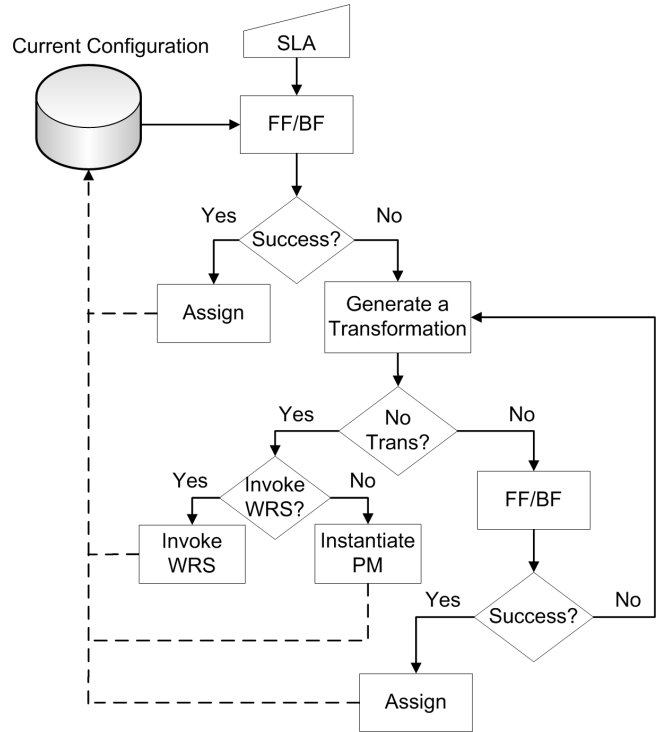 Current Configuration
SLA
FF/BF
Yes
No
Success?
Assign
Generate a
Transformation
Yes
No
No
Trans?
Yes
No
Invoke
WRS?
FF/BF
Invoke
WRS
Instantiate
PM
Yes
No
Success?
Assign